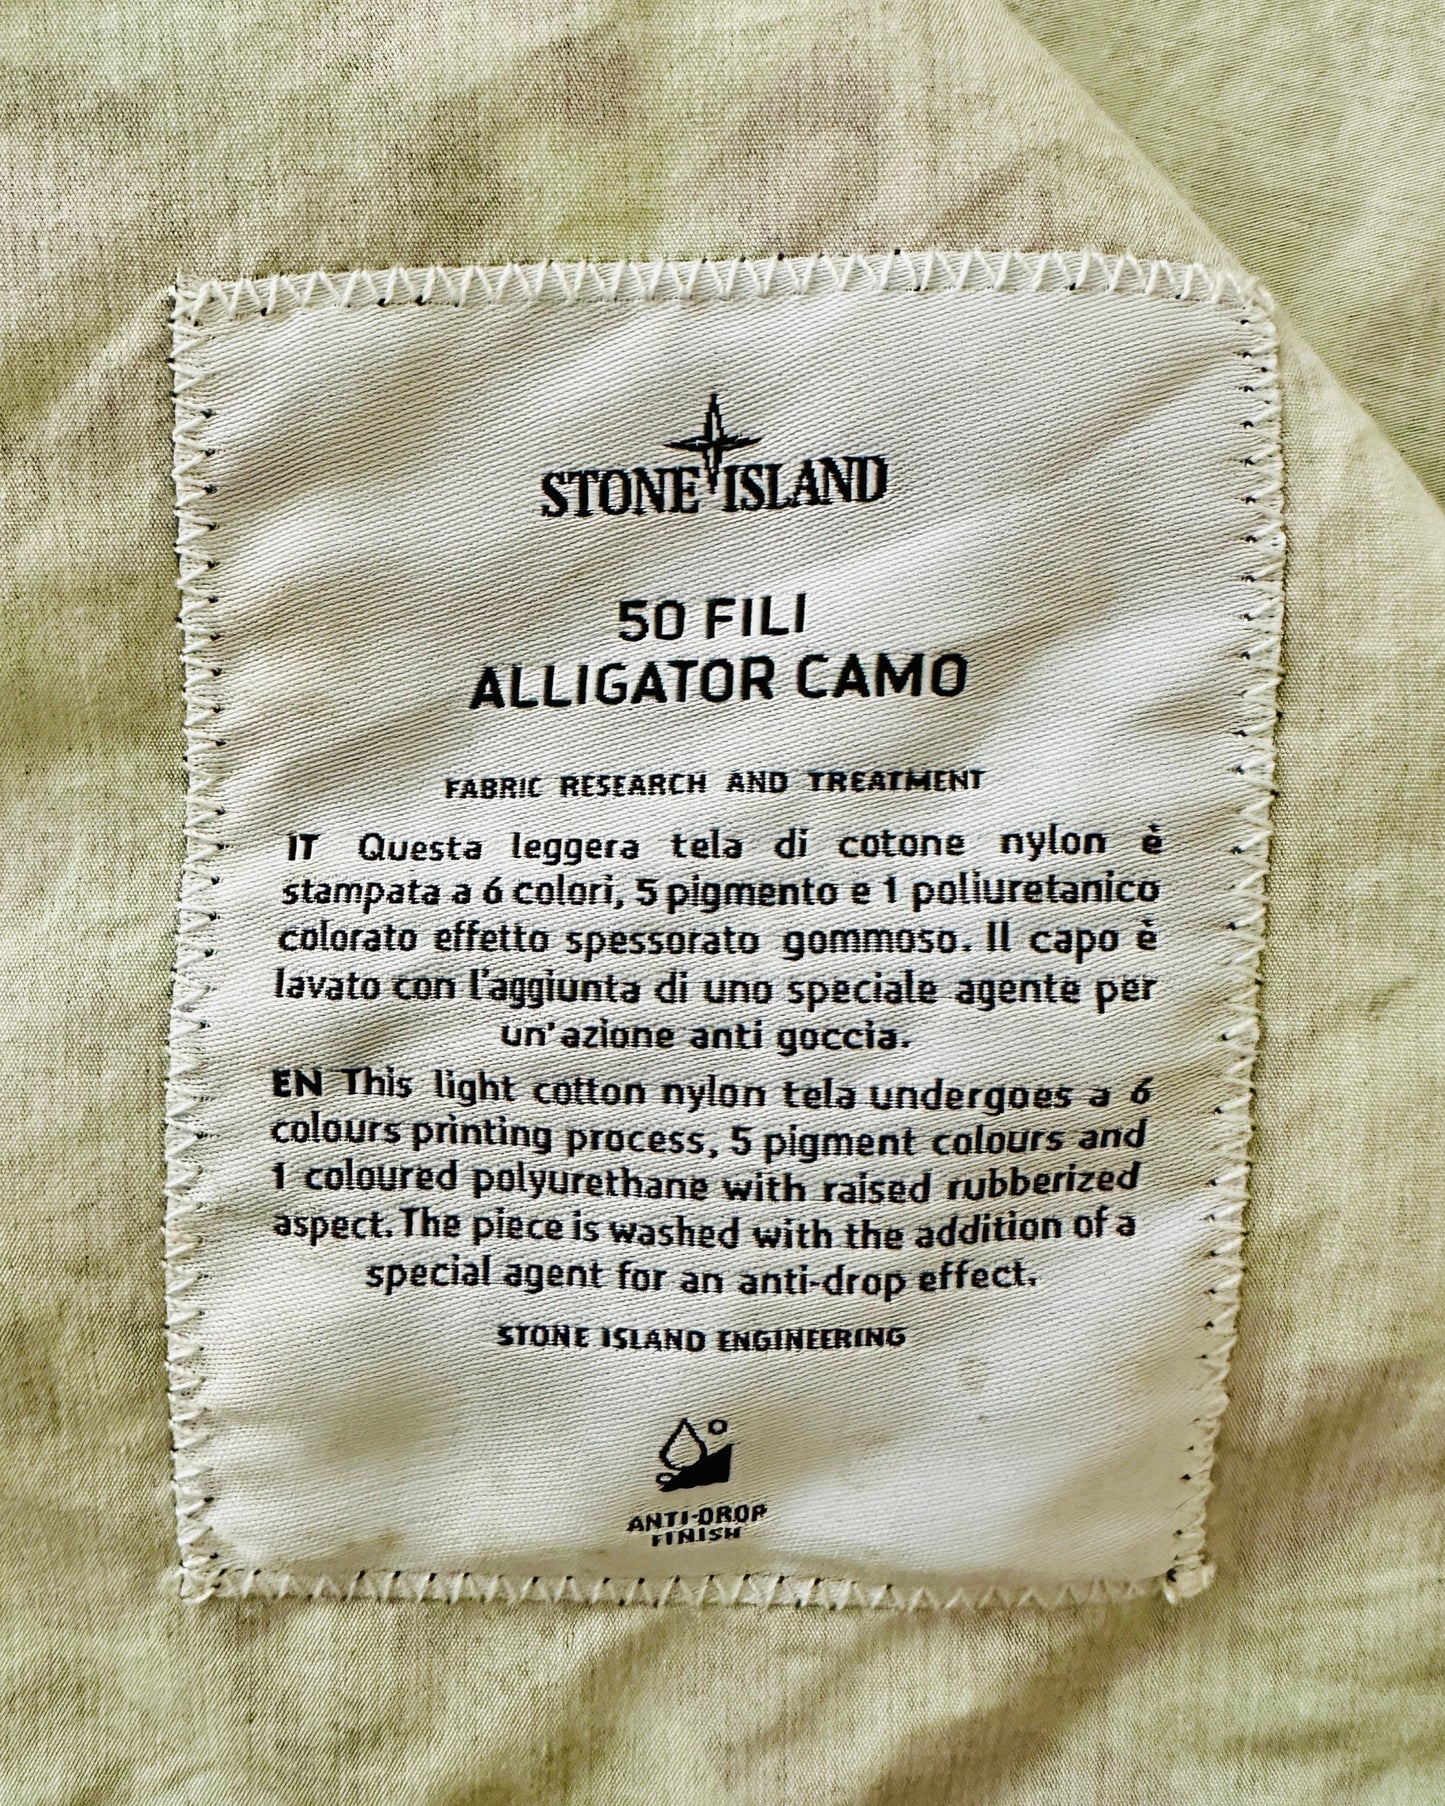 STONE ISLAND
50 FILI
ALLIGATOR CAMO
FABRIC RESEARCH AND TREATMENT
IT Questa leggera tela di cotone nylon è
stampata a 6 colori, 5 pigmento e 1 poliuretanico
colorato effetto spessorato gommoso. Il capo è
lavato con l'aggiunta di uno speciale agente per
un'azione anti goccia.
EN This light cotton nylon tela undergoes a 6
colours printing process, 5 pigment colours and
1 coloured polyurethane with raised rubberized
aspect. The piece is washed with the addition of a
special agent for an anti-drop effect.
STONE ISLAND ENGINEERING
ANTI-DROP
FINISH